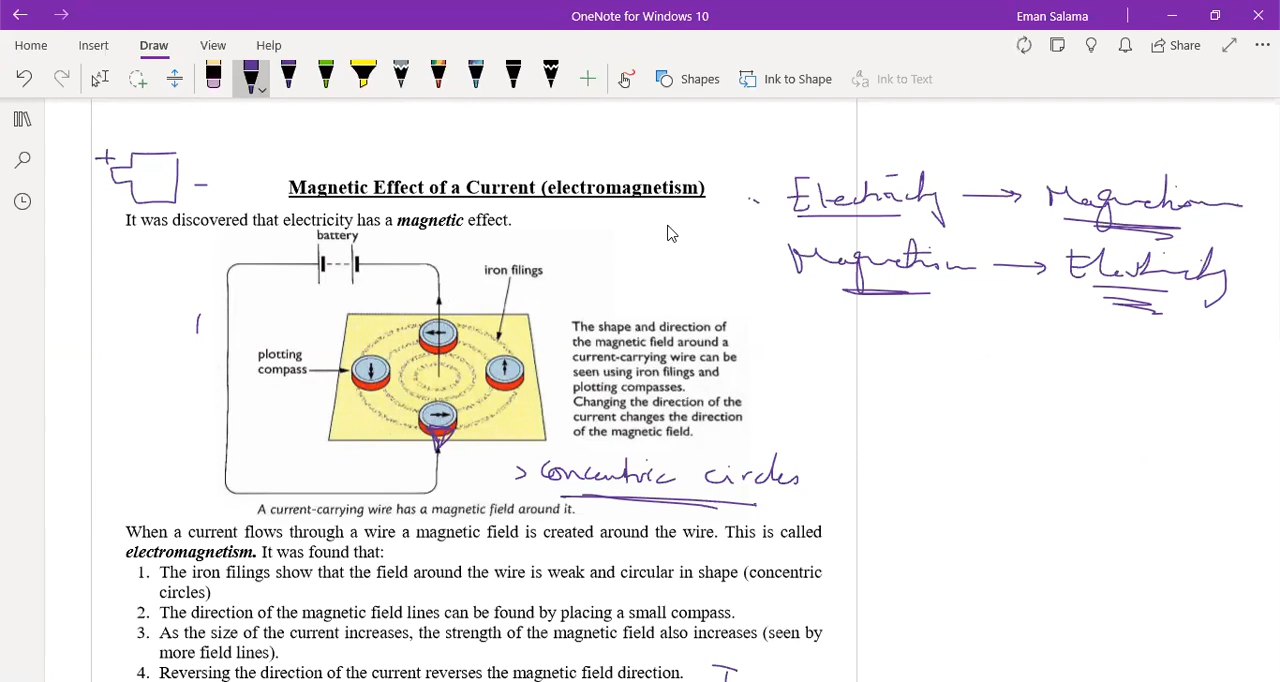 OneNote for Windows 10
Eman Salama
Home Insert Draw View Help
Share
Shapes
Ink to Shape
Ink to Text
+
-
Magnetic Effect of a Current (electromagnetism)
Electricity → Magnetism
Magnetism → Electricity
It was discovered that electricity has a magnetic effect.
battery
iron filings
plotting
compass
The shape and direction of
the magnetic field around a
current-carrying wire can be
seen using iron filings and
plotting compasses.
Changing the direction of the
current changes the direction
of the magnetic field.
> concentric circles
A current-carrying wire has a magnetic field around it.
When a current flows through a wire a magnetic field is created around the wire. This is called
electromagnetism. It was found that:
1. The iron filings show that the field around the wire is weak and circular in shape (concentric
circles)
2. The direction of the magnetic field lines can be found by placing a small compass.
3. As the size of the current increases, the strength of the magnetic field also increases (seen by
more field lines).
4. Reversing the direction of the current reverses the magnetic field direction.